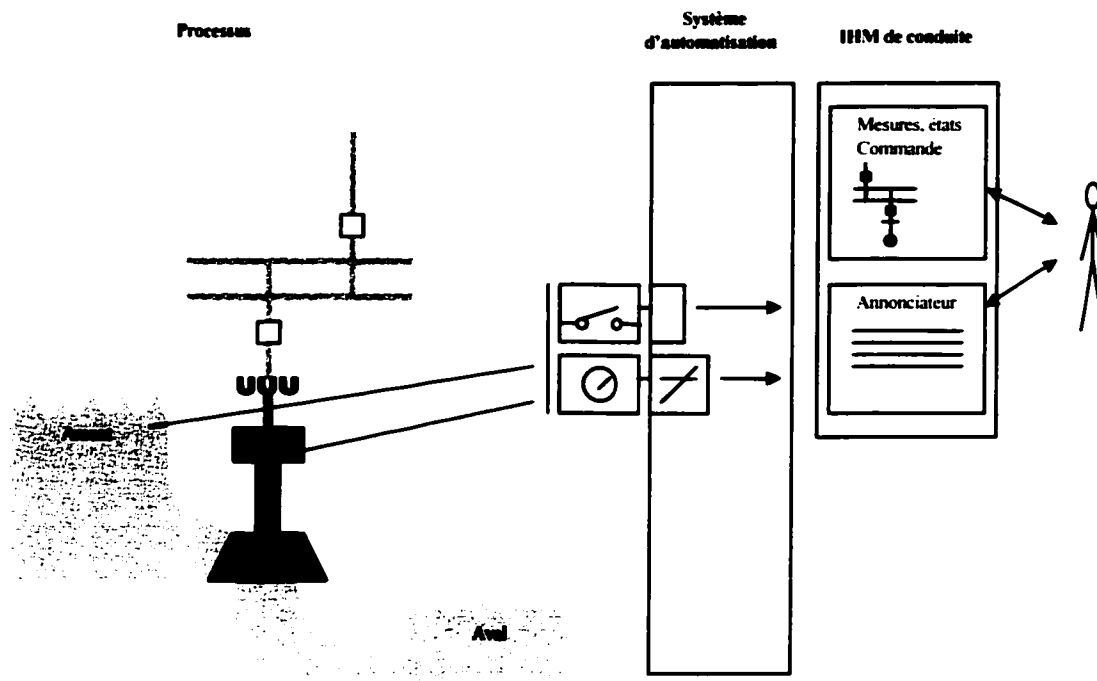 Processus
Système
d'automatisation
IHM de conduite
Mesures, états
Commande
Annonciateur
Amont
Aval